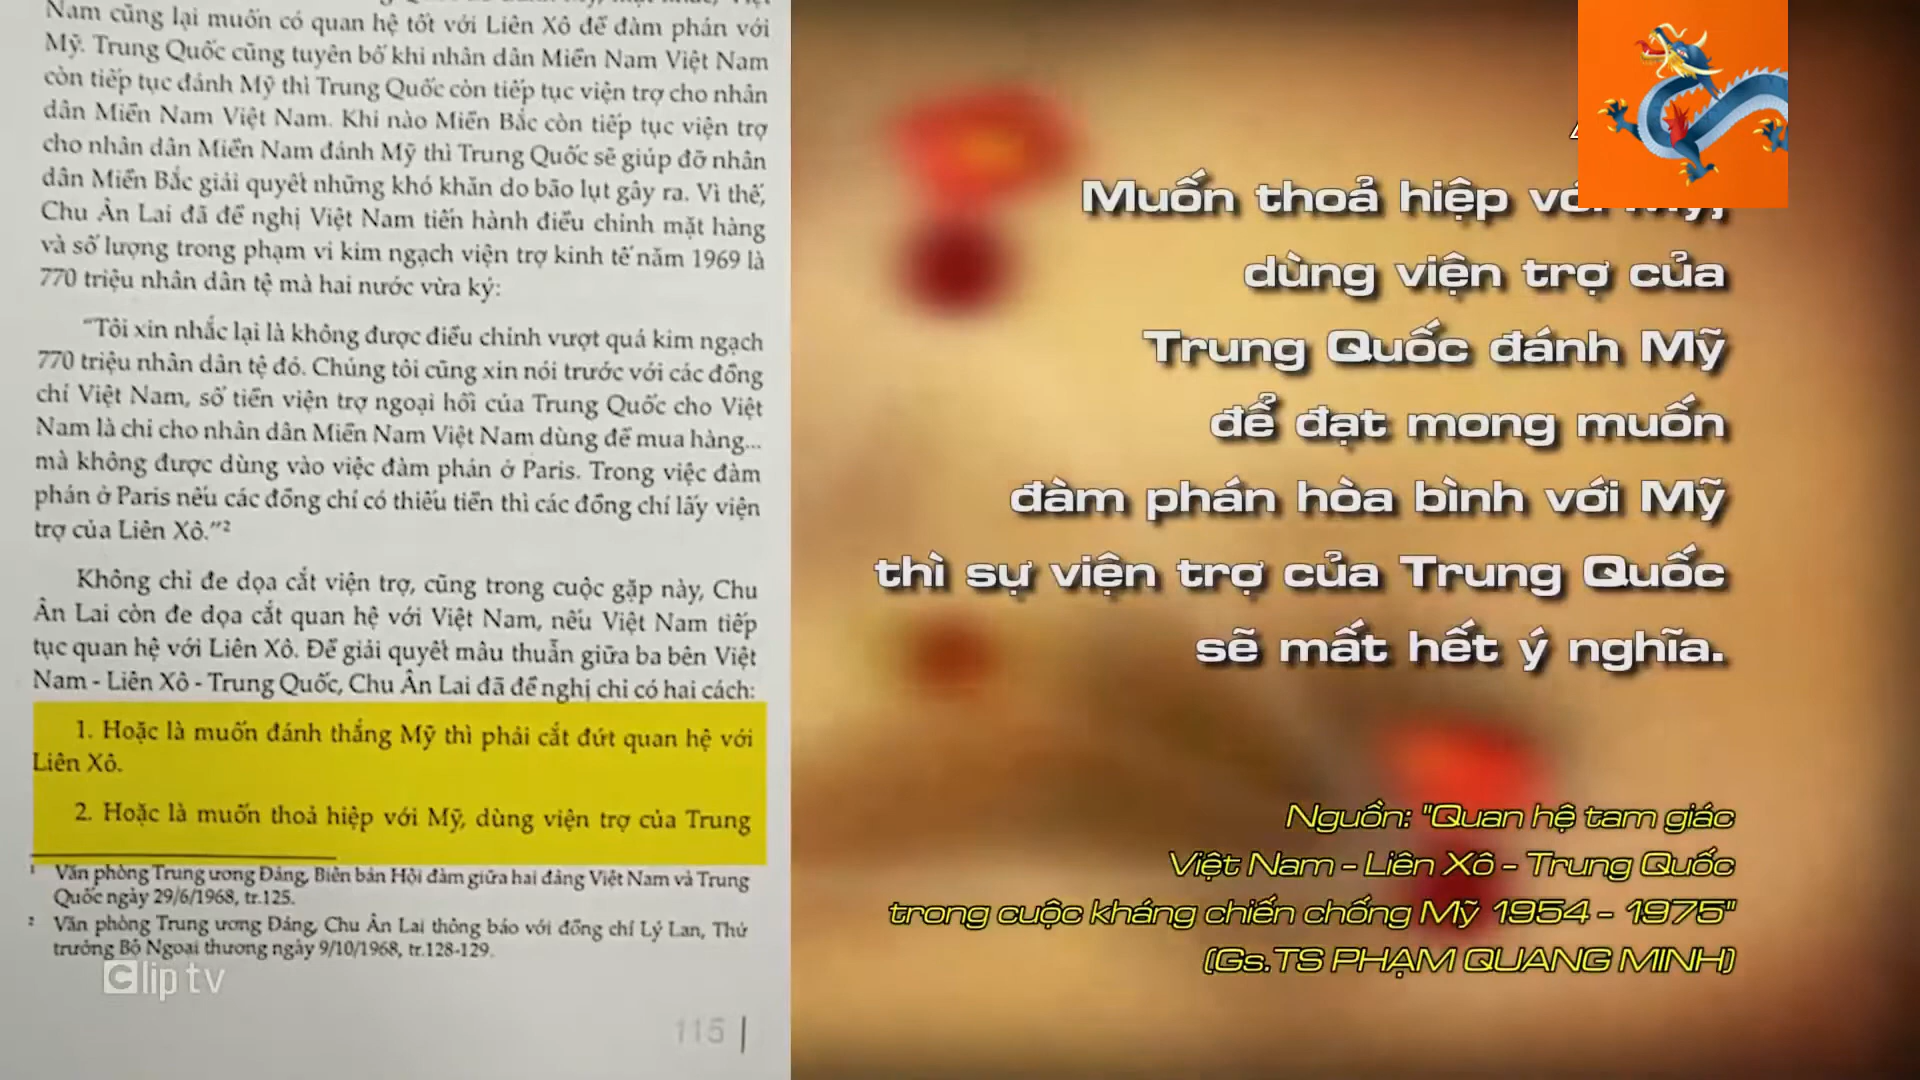 Nam cũng lại muốn có quan hệ tốt với Liên Xô để đàm phán với
Mỹ. Trung Quốc cũng tuyên bố khi nhân dân Miền Nam Việt Nam
còn tiếp tục đánh Mỹ thì Trung Quốc còn tiếp tục viện trợ cho nhân
dân Miền Nam Việt Nam. Khi nào Miền Bắc còn tiếp tục viện trợ
cho nhân dân Miền Nam đánh Mỹ thì Trung Quốc sẽ giúp đỡ nhân
dân Miền Bắc giải quyết những khó khăn do bão lụt gây ra. Vì thế,
Chu Ân Lai đã đề nghị Việt Nam tiến hành điều chỉnh mặt hàng
và số lượng trong phạm vi kim ngạch viện trợ kinh tế năm 1969 là
770 triệu nhân dân tệ mà hai nước vừa ký:
"Tôi xin nhắc lại là không được điều chỉnh vượt quá kim ngạch
770 triệu nhân dân tệ đó. Chúng tôi cũng xin nói trước với các đồng
chí Việt Nam, số tiền viện trợ ngoại hối của Trung Quốc cho Việt
Nam là chỉ cho nhân dân Miền Nam Việt Nam dùng để mua hàng...
mà không được dùng vào việc đàm phán ở Paris. Trong việc đàm
phán ở Paris nếu các đồng chí có thiếu tiền thì các đồng chí lấy viện
trợ của Liên Xô."²
Không chỉ đe dọa cắt viện trợ, cũng trong cuộc gặp này, Chu
Ân Lai còn đe dọa cắt quan hệ với Việt Nam, nếu Việt Nam tiếp
tục quan hệ với Liên Xô. Để giải quyết mâu thuẫn giữa ba bên Việt
Nam - Liên Xô - Trung Quốc, Chu Ân Lai đã đề nghị chỉ có hai cách:
1. Hoặc là muốn đánh thắng Mỹ thì phải cắt đứt quan hệ với
Liên Xô.
2. Hoặc là muốn thoả hiệp với Mỹ, dùng viện trợ của Trung
¹ Văn phòng Trung ương Đảng, Biên bản Hội đàm giữa hai đảng Việt Nam và Trung
Quốc ngày 29/6/1968, tr.125.
² Văn phòng Trung ương Đảng, Chu Ân Lai thông báo với đồng chí Lý Lan, Thứ
trưởng Bộ Ngoại thương ngày 9/10/1968, tr.128-129.
Clip tv
115
Muốn thoả hiệp với Mỹ,
dùng viện trợ của
Trung Quốc đánh Mỹ
để đạt mong muốn
đàm phán hòa bình với Mỹ
thì sự viện trợ của Trung Quốc
sẽ mất hết ý nghĩa.
Nguồn: "Quan hệ tam giác
Việt Nam - Liên Xô - Trung Quốc
trong cuộc kháng chiến chống Mỹ 1954 - 1975"
(Gs.TS PHẠM QUANG MINH)